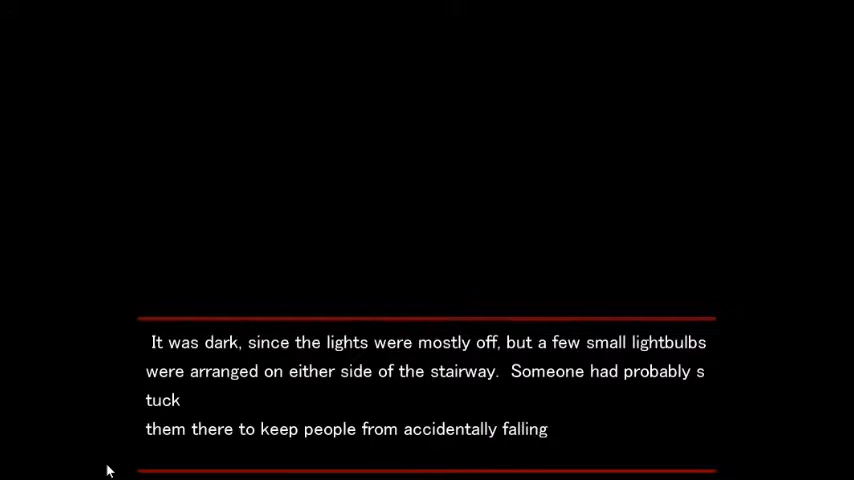 It was dark, since the lights were mostly off, but a few small lightbulbs
were arranged on either side of the stairway.  Someone had probably s
tuck
them there to keep people from accidentally falling